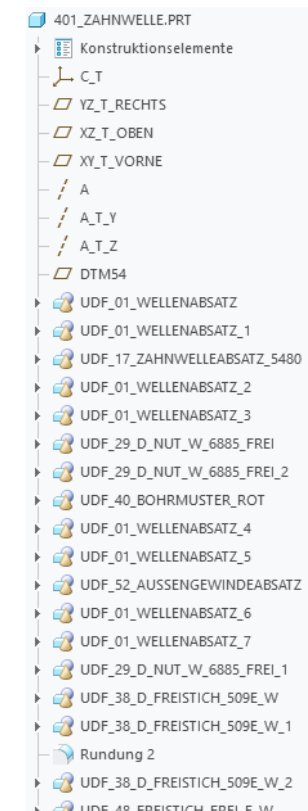 401_ZAHNWELLE.PRT
Konstruktionselemente
C_T
YZ_T_RECHTS
XZ_T_OBEN
XY_T_VORNE
A
A_T_Y
A_T_Z
DTM54
UDF_01_WELLENABSATZ
UDF_01_WELLENABSATZ_1
UDF_17_ZAHNWELLEABSATZ_5480
UDF_01_WELLENABSATZ_2
UDF_01_WELLENABSATZ_3
UDF_29_D_NUT_W_6885_FREI
UDF_29_D_NUT_W_6885_FREI_2
UDF_40_BOHRMUSTER_ROT
UDF_01_WELLENABSATZ_4
UDF_01_WELLENABSATZ_5
UDF_52_AUSSENGEWINDEABSATZ
UDF_01_WELLENABSATZ_6
UDF_01_WELLENABSATZ_7
UDF_29_D_NUT_W_6885_FREI_1
UDF_38_D_FREISTICH_509E_W
UDF_38_D_FREISTICH_509E_W_1
Rundung 2
UDF_38_D_FREISTICH_509E_W_2